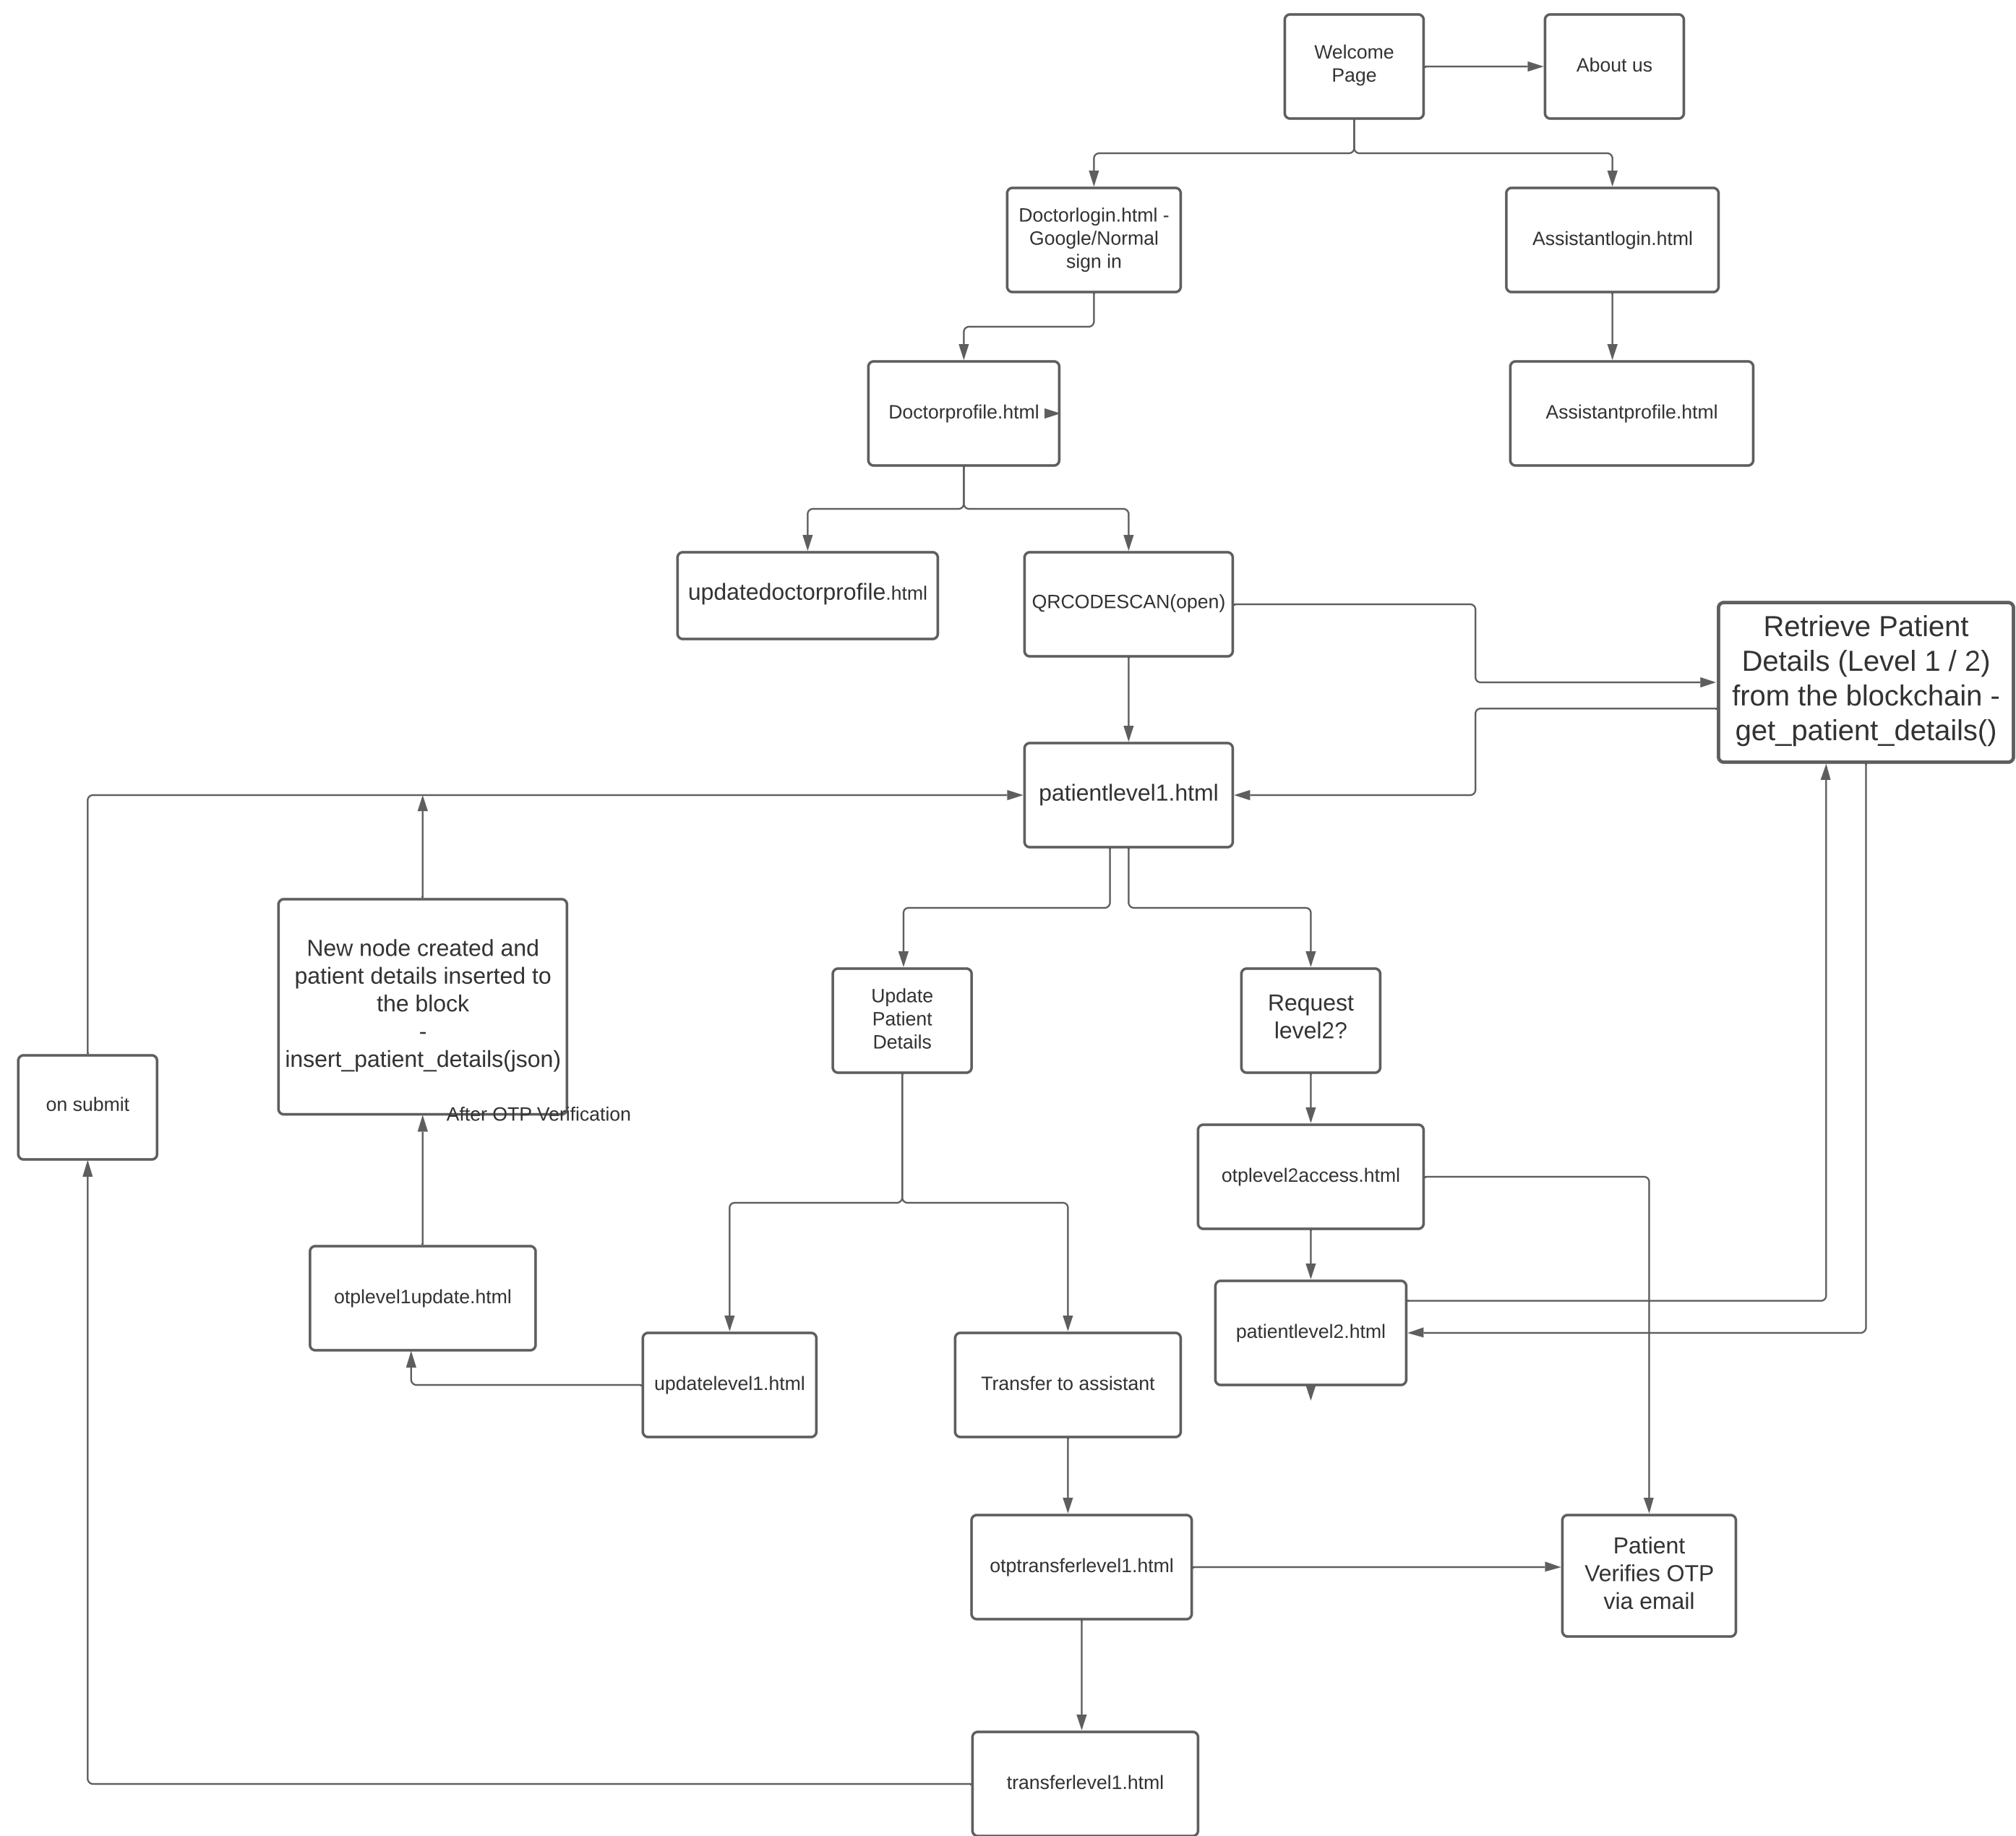 Welcome
Page
About us
Doctorlogin.html -
Google/Normal
sign in
Assistantlogin.html
Doctorprofile.html
Assistantprofile.html
updatedoctorprofile.html
QRCODESCAN(open)
Retrieve Patient
Details (Level 1 / 2)
from the blockchain -
get_patient_details()
patientlevel1.html
New node created and
patient details inserted to
the block
-
insert_patient_details(json)
Update
Patient
Details
Request
level2?
on submit
After OTP Verification
otplevel2access.html
otplevel1update.html
patientlevel2.html
updatelevel1.html
Transfer to assistant
otptransferlevel1.html
Patient
Verifies OTP
via email
transferlevel1.html